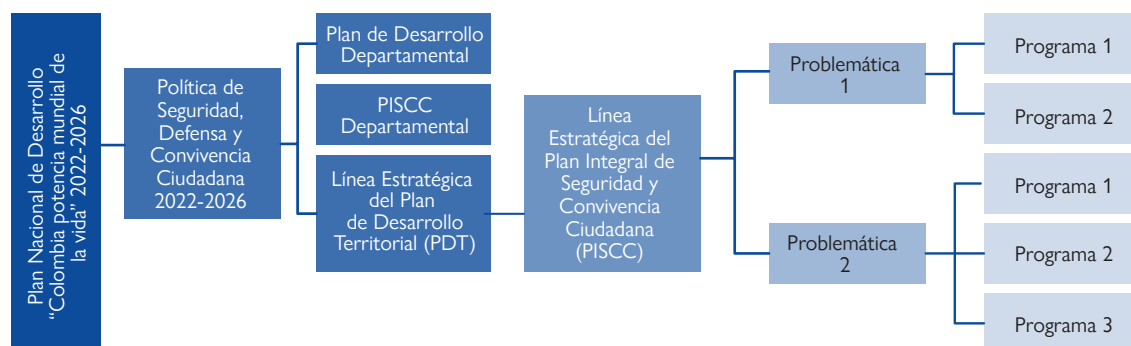 Plan Nacional de Desarrollo
“Colombia potencia mundial de
la vida” 2022-2026
Política de
Seguridad,
Defensa y
Convivencia
Ciudadana
2022-2026
Plan de Desarrollo
Departamental
PISCC
Departamental
Línea Estratégica
del Plan
de Desarrollo
Territorial (PDT)
Línea
Estratégica del
Plan Integral de
Seguridad y
Convivencia
Ciudadana
(PISCC)
Problemática
1
Programa 1
Programa 2
Problemática
2
Programa 1
Programa 2
Programa 3